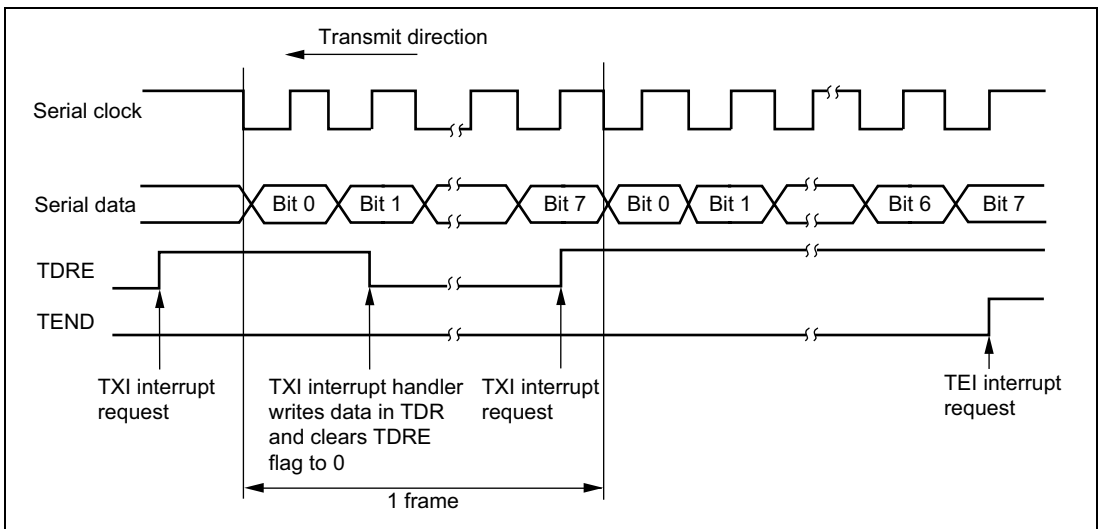 Transmit direction
Serial clock
Serial data
Bit 0 Bit 1 Bit 7 Bit 0 Bit 1 Bit 6 Bit 7
TDRE
TEND
TXI interrupt
request
TXI interrupt handler
writes data in TDR
and clears TDRE
flag to 0
TXI interrupt
request
TEI interrupt
request
1 frame